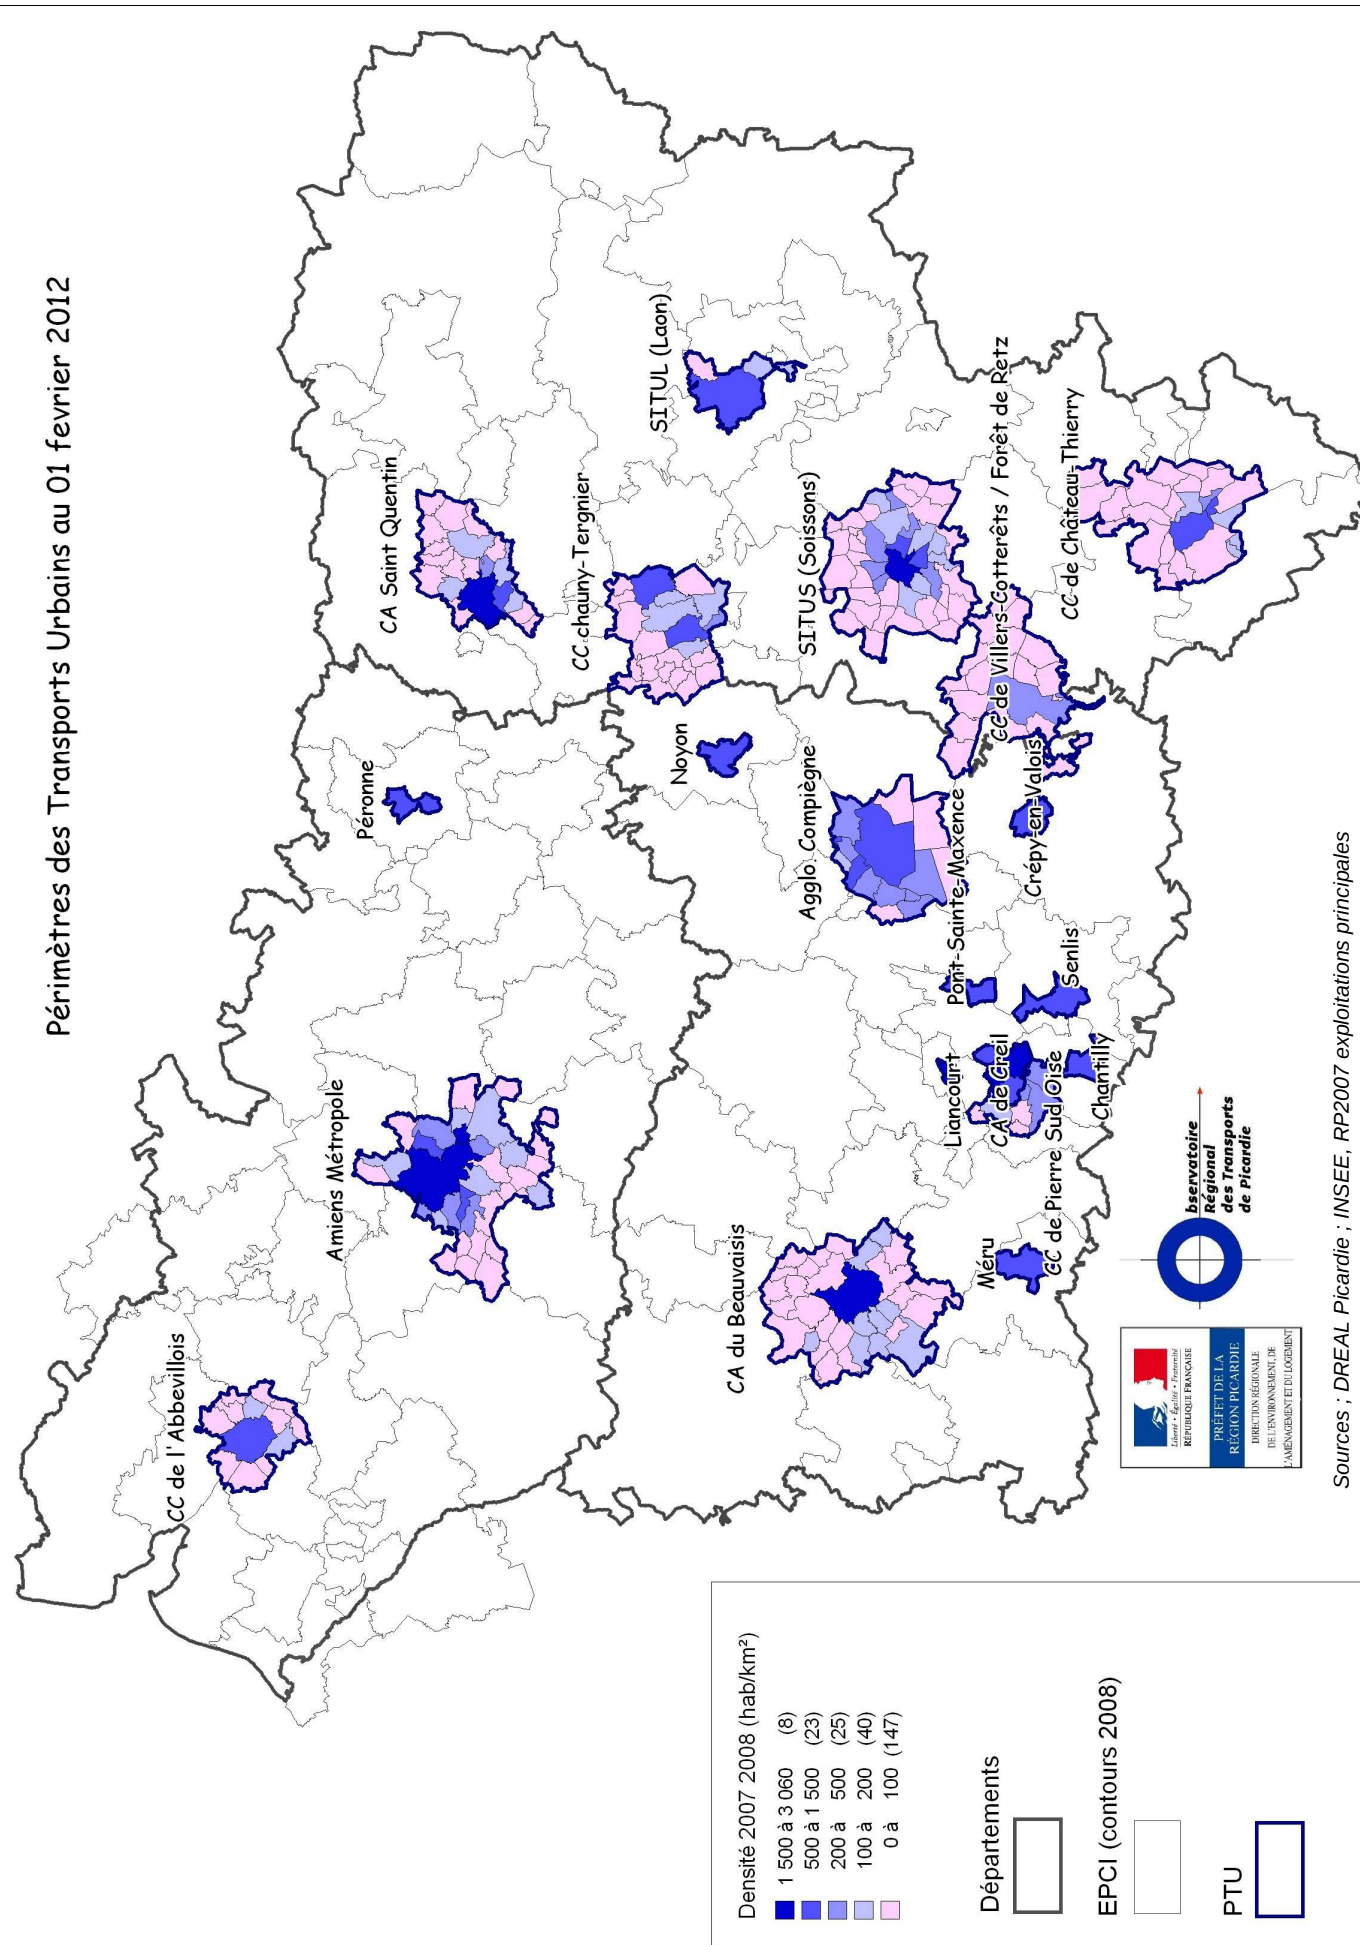 Périmètres des Transports Urbains au 01 fevrier 2012
CC de l'Abbevillois
Amiens Métropole
Péronne
CA Saint Quentin
CC chauny-Tergnier
SITUL (Laon)
Noyon
SITUS (Soissons)
Agglo. Compiègne
CA du Beauvaisis
Liancourt
Pont-Sainte-Maxence
CC de Villers-Cotterêts / Forêt de Retz
CA de Creil
Crépy-en-Valois
Méru
CC de Pierre Sud Oise
Senlis
Chantilly
CC de Château-Thierry
Densité 2007 2008 (hab/km²)
1 500 à 3 060 (8)
500 à 1 500 (23)
200 à 500 (25)
100 à 200 (40)
0 à 100 (147)
Départements
EPCI (contours 2008)
PTU
Liberté • Égalité • Fraternité
RÉPUBLIQUE FRANÇAISE
PRÉFET DE LA
RÉGION PICARDIE
DIRECTION RÉGIONALE
DE L'ENVIRONNEMENT, DE
L'AMÉNAGEMENT ET DU LOGEMENT
bservatoire
Régional
des Transports
de Picardie
Sources ; DREAL Picardie ; INSEE, RP2007 exploitations principales